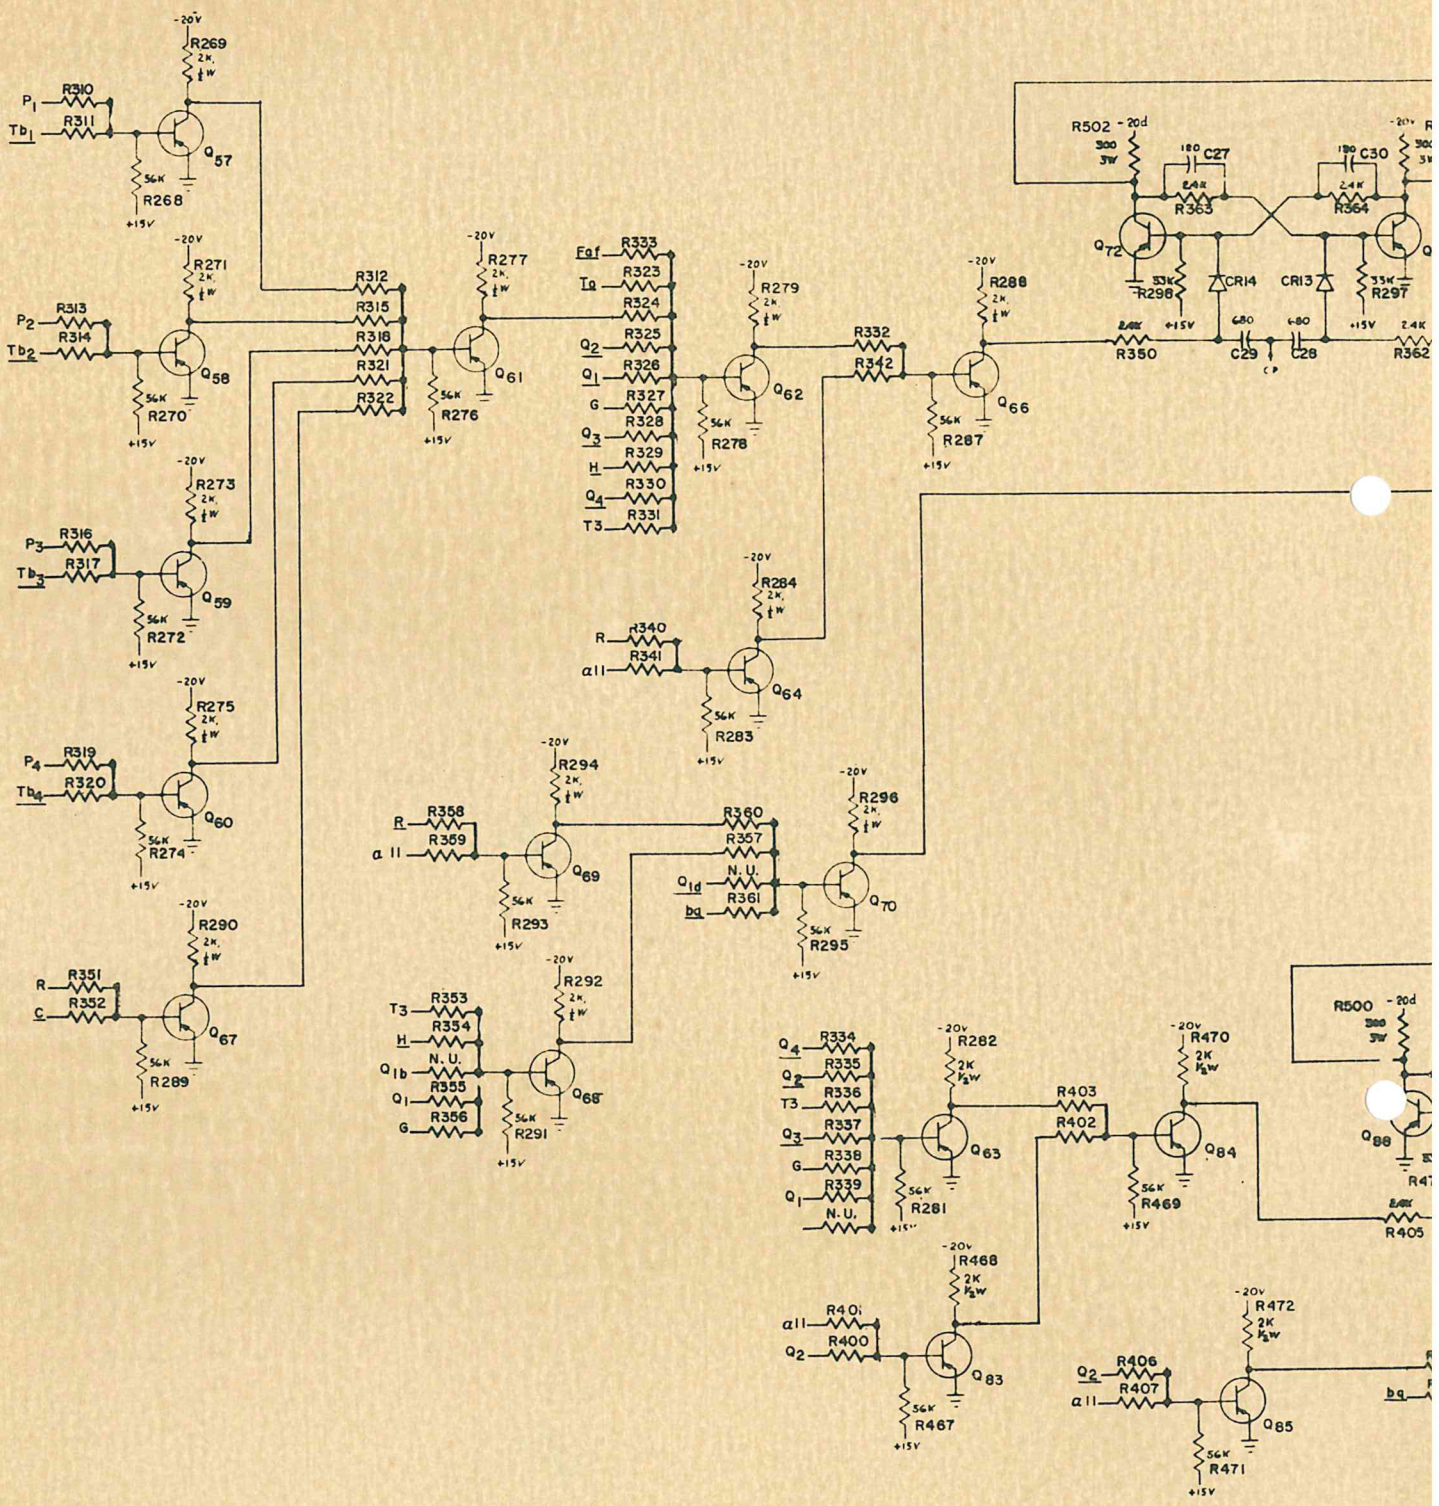 -20V
R269
2K,
½W
P1
R310
Tb1
R311
Q57
56K
R268
+15V
-20V
R271
2K,
½W
P2
R313
Tb2
R314
Q58
56K
R270
+15V
-20V
R273
2K,
½W
P3
R316
Tb3
R317
Q59
56K
R272
+15V
-20V
R275
2K,
½W
P4
R319
Tb4
R320
Q60
56K
R274
+15V
-20V
R290
2K,
½W
R
R351
C
R352
Q67
56K
R289
+15V
R312
R315
R318
R321
R322
-20V
R277
2K,
½W
Q61
56K
R276
+15V
R333
To
R323
R324
Q2
R325
Q1
R326
G
R327
Q3
R328
H
R329
Q4
R330
T3
R331
-20V
R279
2K,
½W
Q62
56K
R278
+15V
R332
R342
-20V
R288
2K,
½W
Q66
56K
R287
+15V
R
R340
a11
R341
-20V
R284
2K,
½W
Q64
56K
R283
+15V
R
R358
a11
R359
-20V
R294
2K,
½W
Q69
56K
R293
+15V
T3
R353
H
R354
N.U.
Q1b
R355
Q1
R356
G
-20V
R292
2K,
½W
Q68
56K
R291
+15V
R360
R357
N.U.
Q1d
R361
bq
-20V
R296
2K,
½W
Q70
56K
R295
+15V
R502
-20d
300
3W
180
C27
2.4K
R363
180
C30
2.4K
R364
-20V
Q72
33K
R298
+15V
CR14
CR13
33K
R297
+15V
2.4K
R350
680
C29
680
C28
CP
2.4K
R362
Q4
R334
Q2
R335
T3
R336
Q3
R337
G
R338
Q1
R339
N.U.
-20V
R282
2K
½W
Q63
56K
R281
+15V
R403
R402
-20V
R470
2K
½W
Q84
56K
R469
+15V
a11
R401
Q2
R400
-20V
R468
2K
½W
Q83
56K
R467
+15V
Q2
R406
a11
R407
-20V
R472
2K
½W
Q85
56K
R471
+15V
R500
-20d
300
3W
Q88
2.4K
R405
bq